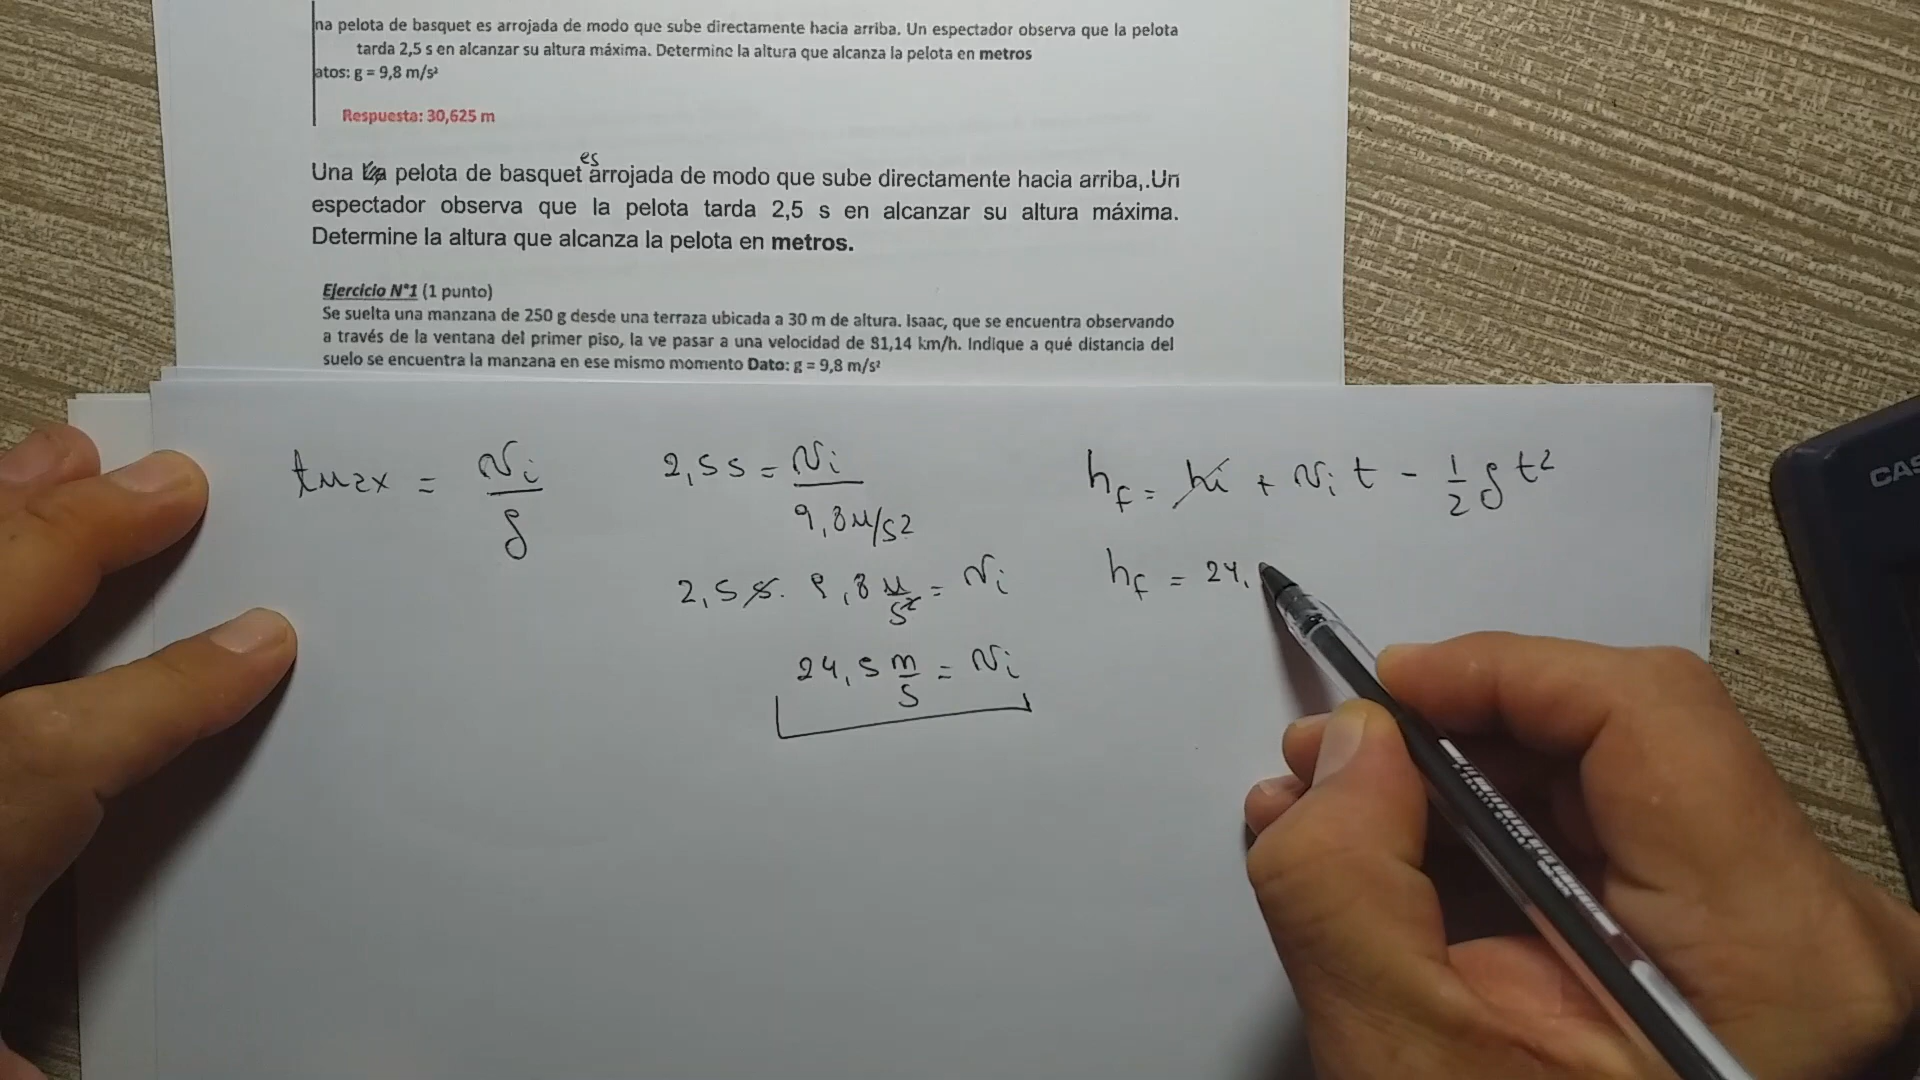 na pelota de basquet es arrojada de modo que sube directamente hacia arriba. Un espectador observa que la pelota
tarda 2,5 s en alcanzar su altura máxima. Determine la altura que alcanza la pelota en metros
atos: g = 9,8 m/s²
Respuesta: 30,625 m
es
Una pelota de basquet arrojada de modo que sube directamente hacia arriba,.Un
espectador observa que la pelota tarda 2,5 s en alcanzar su altura máxima.
Determine la altura que alcanza la pelota en metros.
Ejercicio N°1 (1 punto)
Se suelta una manzana de 250 g desde una terraza ubicada a 30 m de altura. Isaac, que se encuentra observando
a través de la ventana del primer piso, la ve pasar a una velocidad de 81,14 km/h. Indique a qué distancia del
suelo se encuentra la manzana en ese mismo momento Dato: g = 9,8 m/s²
tmax = Vi / g
2,5 s = Vi / 9,8 m/s2
2,5 s. 9,8 m/s² = Vi
24,5 m/s = Vi
hf = hi + Vi t - 1/2 g t2
hf = 24,
CAS